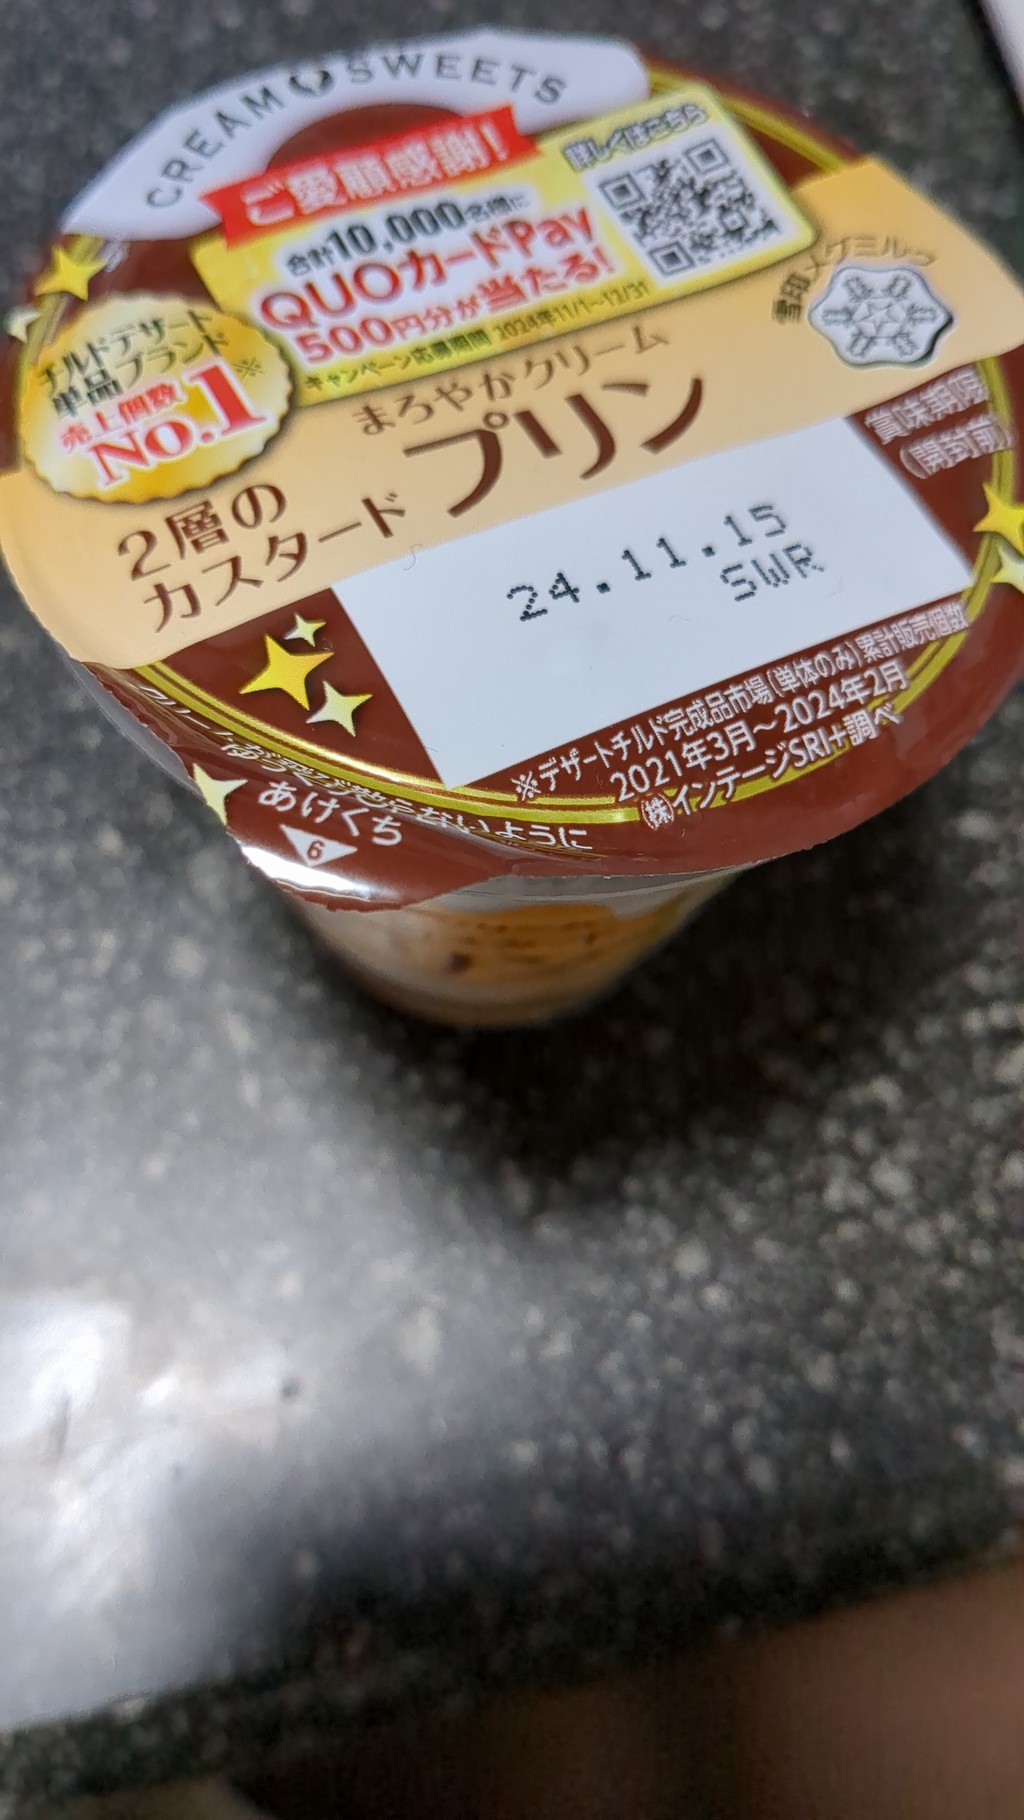 CREAM SWEETS
ご愛顧感謝!
合計10,000名様に
QUOカードPay
500円分が当たる!
キャンペーン応募期間 2024年11/1~12/31
詳しくはこちら
雪印メグミルク
チルドデザート
単品ブランド※
売上個数
No.1
まろやかクリーム
プリン
2層の
カスタード
賞味期限
(開封前)
24.11.15
SWR
※デザートチルド完成品市場(単体のみ)累計販売個数
2021年3月~2024年2月
(株)インテージSRI+調べ
ないように
あけくち
6